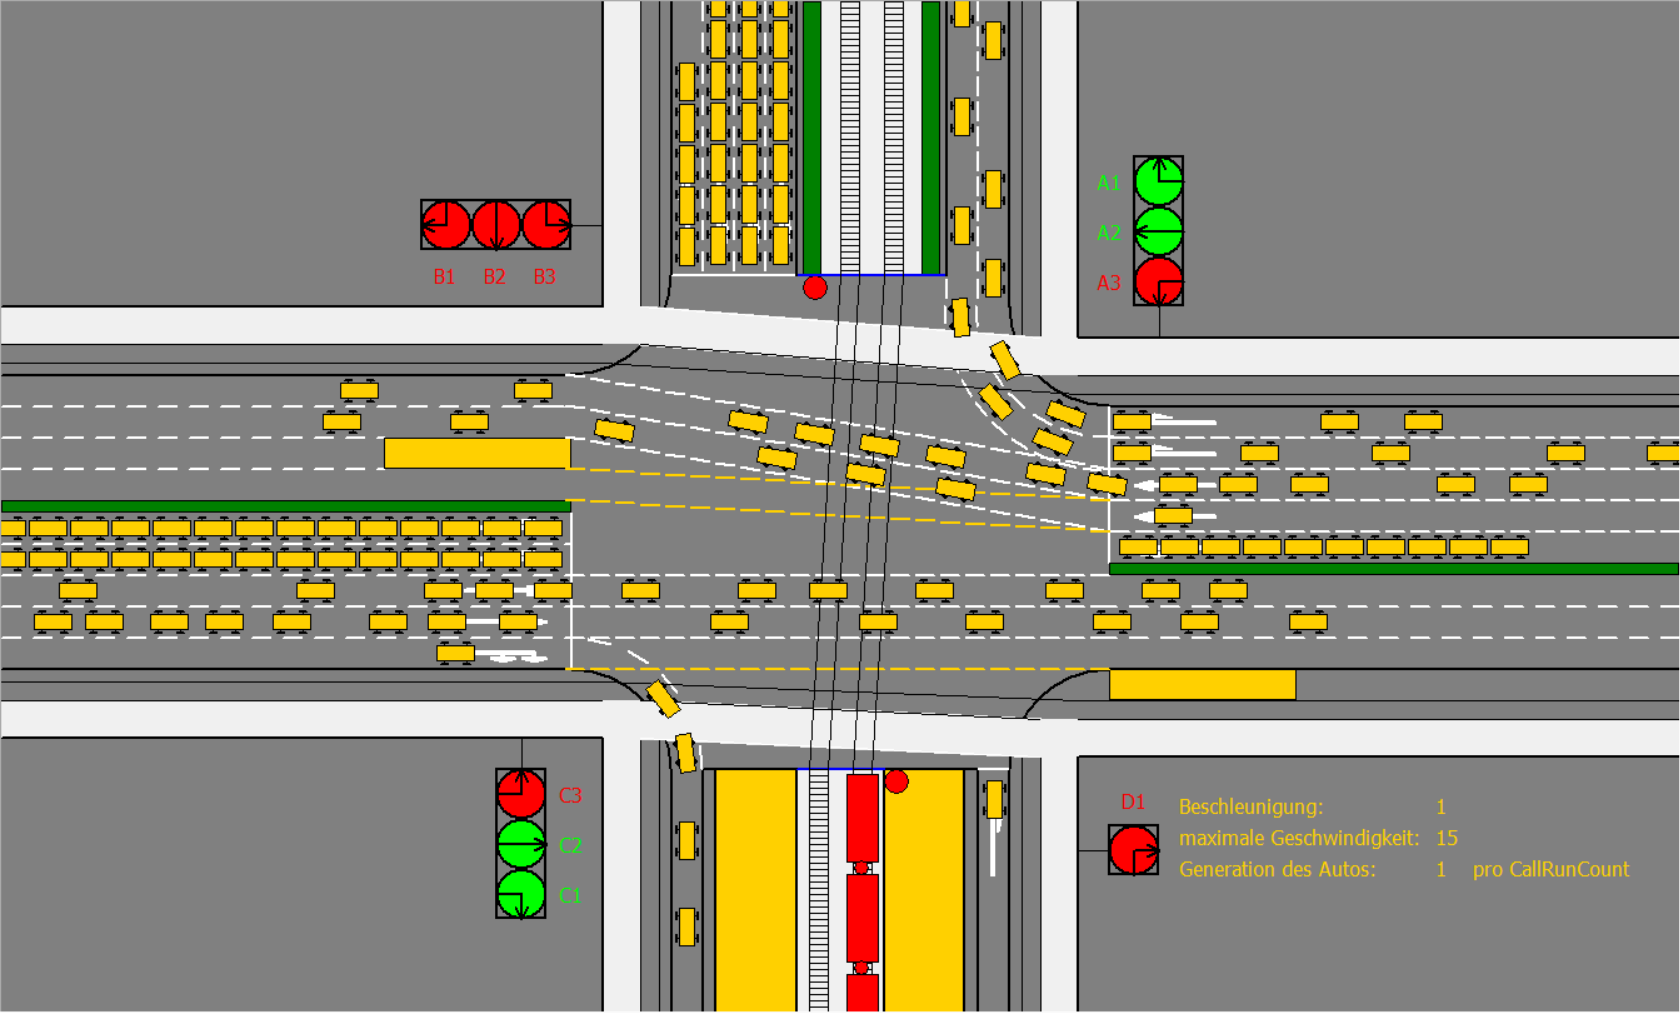 A1
A2
A3
B1 B2 B3
C3
C2
C1
D1
Beschleunigung: 1
maximale Geschwindigkeit: 15
Generation des Autos: 1 pro CallRunCount